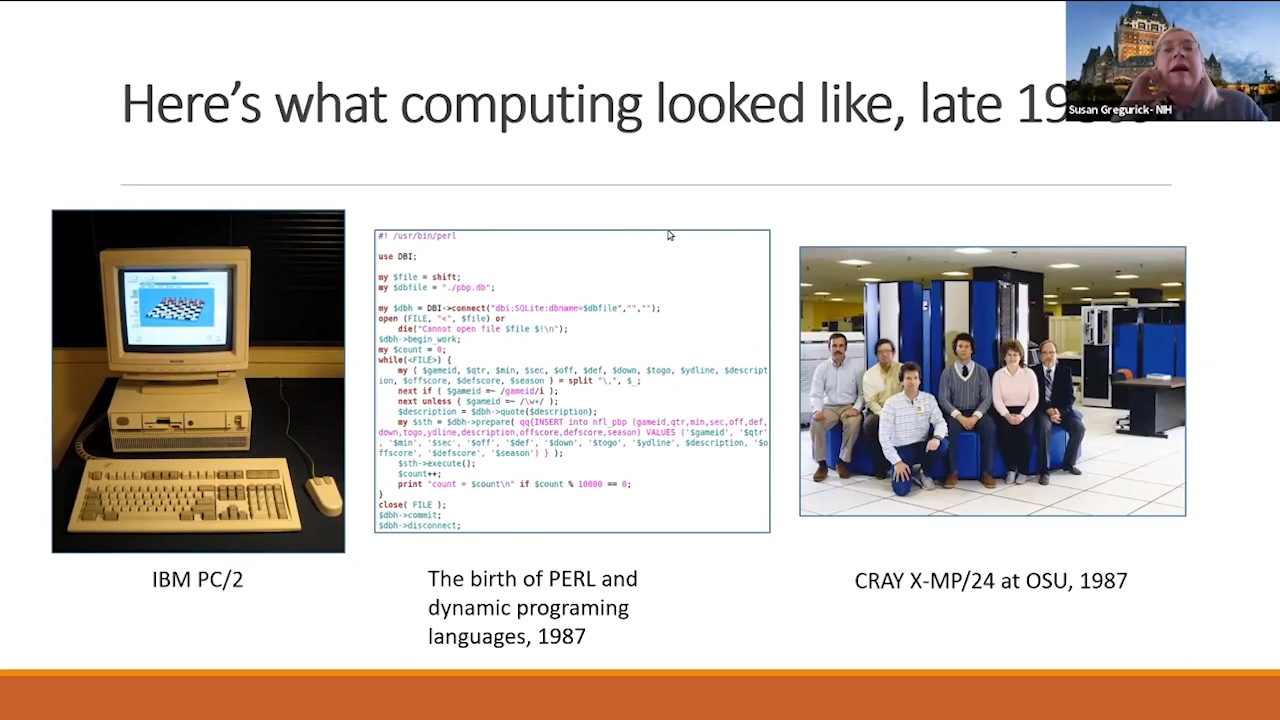 Here's what computing looked like, late 19
Susan Gregurick - NIH
#! /usr/bin/perl
use DBI;
my $file = shift;
my $dbfile = "./pbp.db";
my $dbh = DBI->connect("dbi:SQLite:dbname=$dbfile","","");
open (FILE, "<", $file) or
die("Cannot open file $file $!\n");
$dbh->begin_work;
my $count = 0;
while(<FILE>) {
my ( $gameid, $qtr, $min, $sec, $off, $def, $down, $togo, $ydline, $descript
ion, $offscore, $defscore, $season ) = split "\,", $_;
next if ( $gameid =~ /gameid/i );
next unless ( $gameid =~ /\w+/ );
$description = $dbh->quote($description);
my $sth = $dbh->prepare( qq{INSERT into nfl_pbp (gameid,qtr,min,sec,off,def,
down,togo,ydline,description,offscore,defscore,season) VALUES ('$gameid', '$qtr'
, '$min', '$sec', '$off', '$def', '$down', '$togo', '$ydline', $description, '$o
ffscore', '$defscore', '$season') } );
$sth->execute();
$count++;
print "count = $count\n" if $count % 10000 == 0;
}
close( FILE );
$dbh->commit;
$dbh->disconnect;
IBM PC/2
The birth of PERL and
dynamic programing
languages, 1987
CRAY X-MP/24 at OSU, 1987